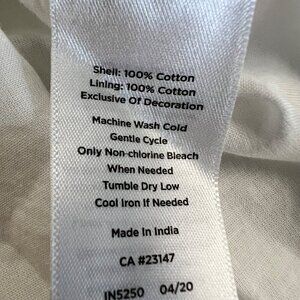 Shell: 100% Cotton
Lining: 100% Cotton
Exclusive Of Decoration
Machine Wash Cold
Gentle Cycle
Only Non-chlorine Bleach
When Needed
Tumble Dry Low
Cool Iron If Needed
Made In India
CA #23147
IN5250 04/20